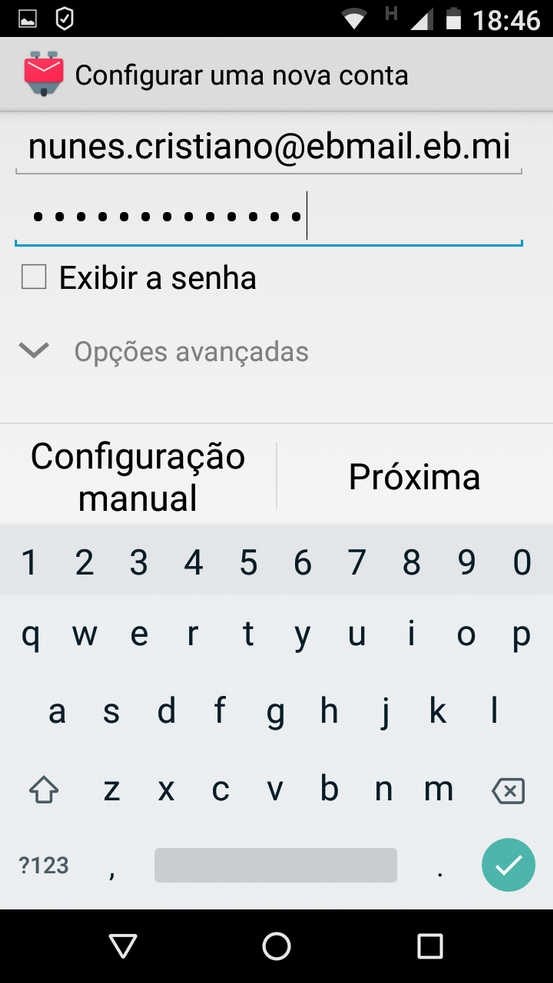 H 18:46
Configurar uma nova conta
nunes.cristiano@ebmail.eb.mi
•••••••••••••
Exibir a senha
Opções avançadas
Configuração
manual
Próxima
1 2 3 4 5 6 7 8 9 0
q w e r t y u i o p
a s d f g h j k l
z x c v b n m
?123 , .